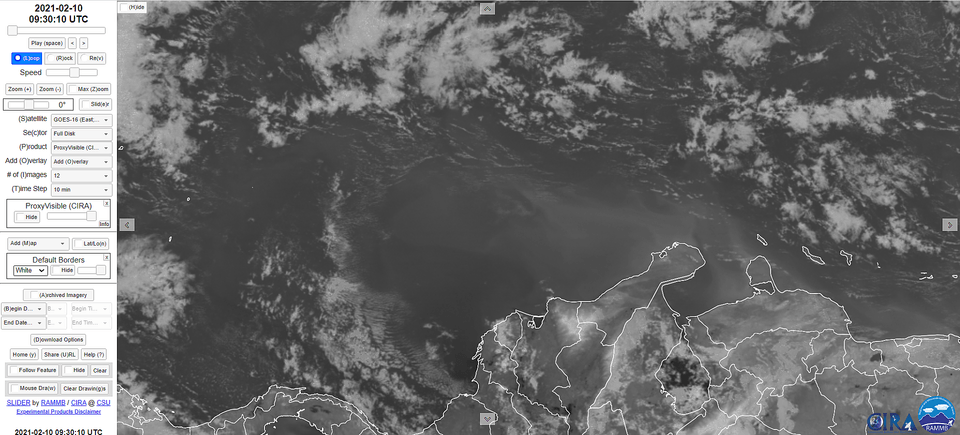 2021-02-10
09:30:10 UTC
(H)ide
Play (space) < >
(L)oop (R)ock Re(v)
Speed
Zoom (+) Zoom (-) Max (Z)oom
0° Slid(e)r
(S)atellite GOES-16 (East,...
Se(c)tor Full Disk
(P)roduct ProxyVisible (CI...
Add (O)verlay Add (O)verlay
# of (I)mages 12
(T)ime Step 10 min
x
ProxyVisible (CIRA)
Hide
Info
Add (M)ap Lat/Lo(n)
x
Default Borders
White Hide
(A)rchived Imagery
(B)egin D... B... Begin Ti...
End Date... E... End Tim...
(D)ownload Options
Home (y) Share (U)RL Help (?)
Follow Feature Hide Clear
Mouse Dra(w) Clear Drawin(g)s
SLIDER by RAMMB / CIRA @ CSU
Experimental Products Disclaimer
2021-02-10 09:30:10 UTC
CIRA
RAMMB